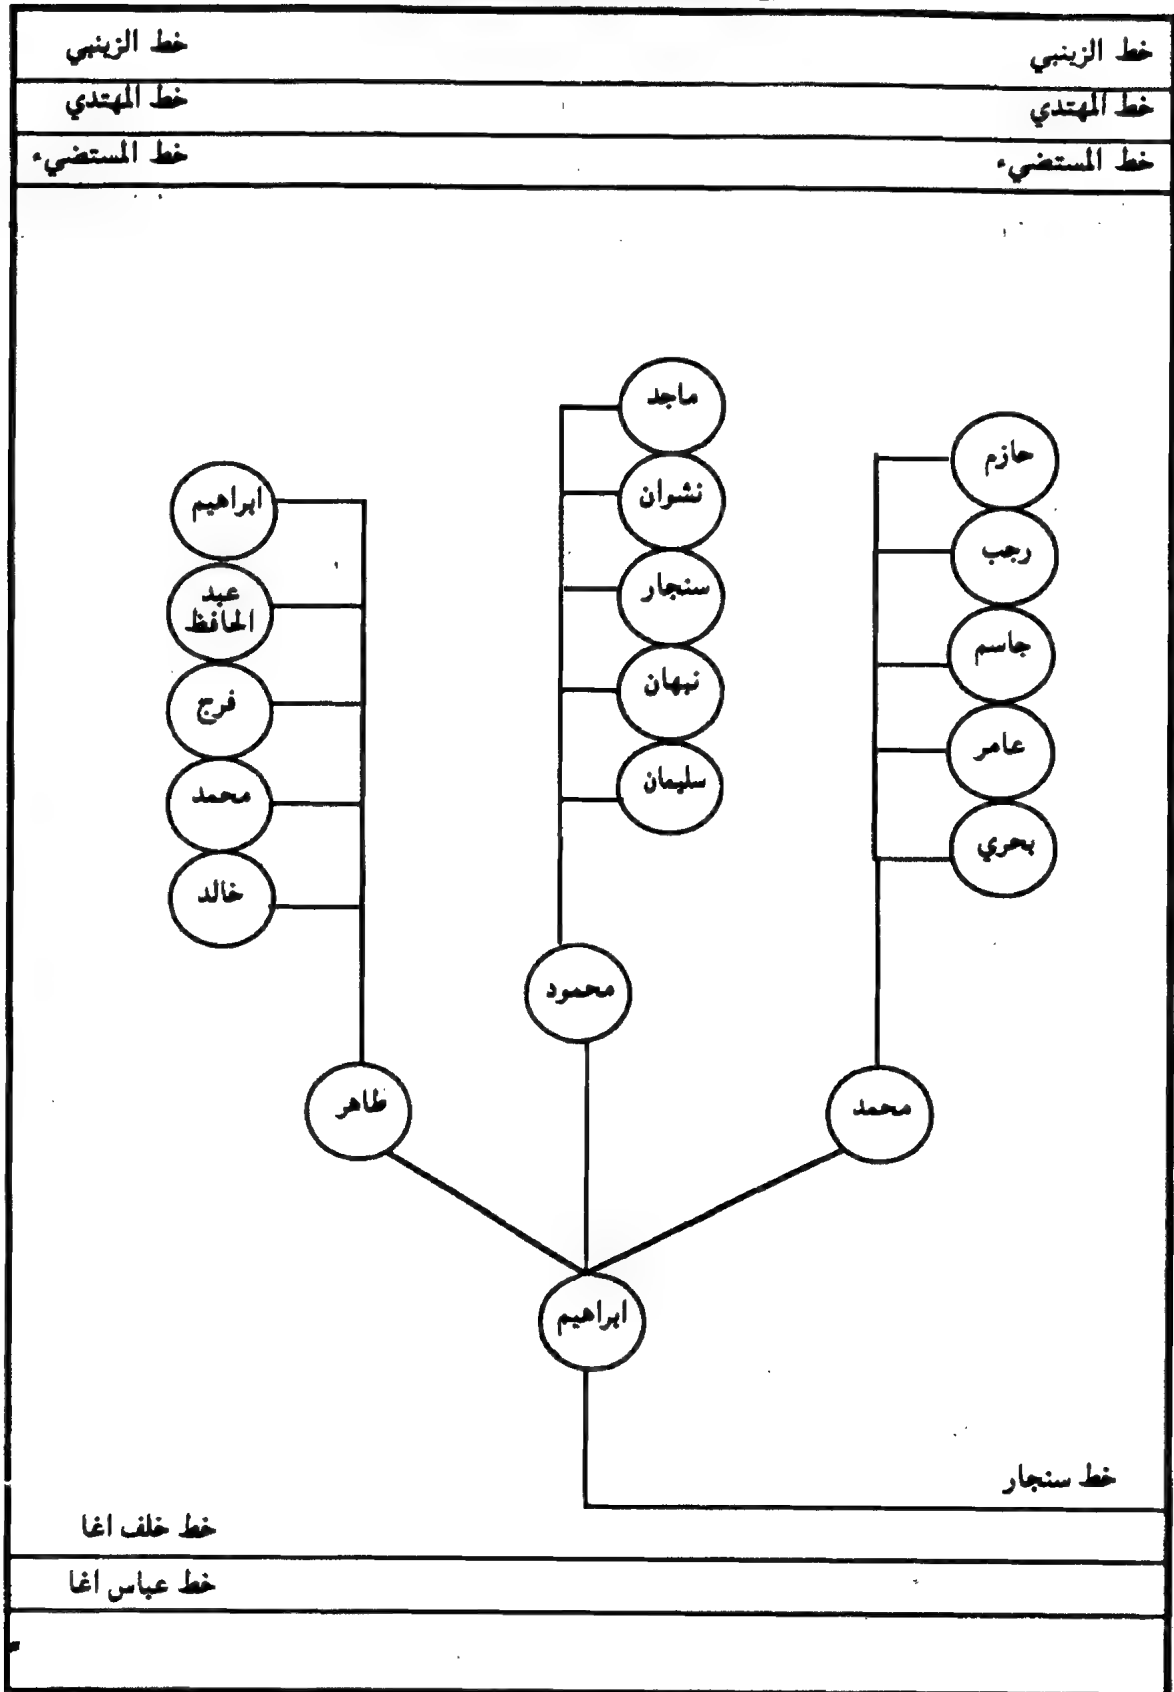 خط الزينبي خط الزينبي
خط المهتدي خط المهتدي
خط المستضيء خط المستضيء
حازم
رجب
جاسم
عامر
بحري
محمد
ماجد
نشوان
سنجار
نبهان
سليمان
محمود
ابراهيم
عبد
الحافظ
فرج
محمد
خالد
طاهر
ابراهيم
خط سنجار
خط خلف اغا
خط عباس اغا